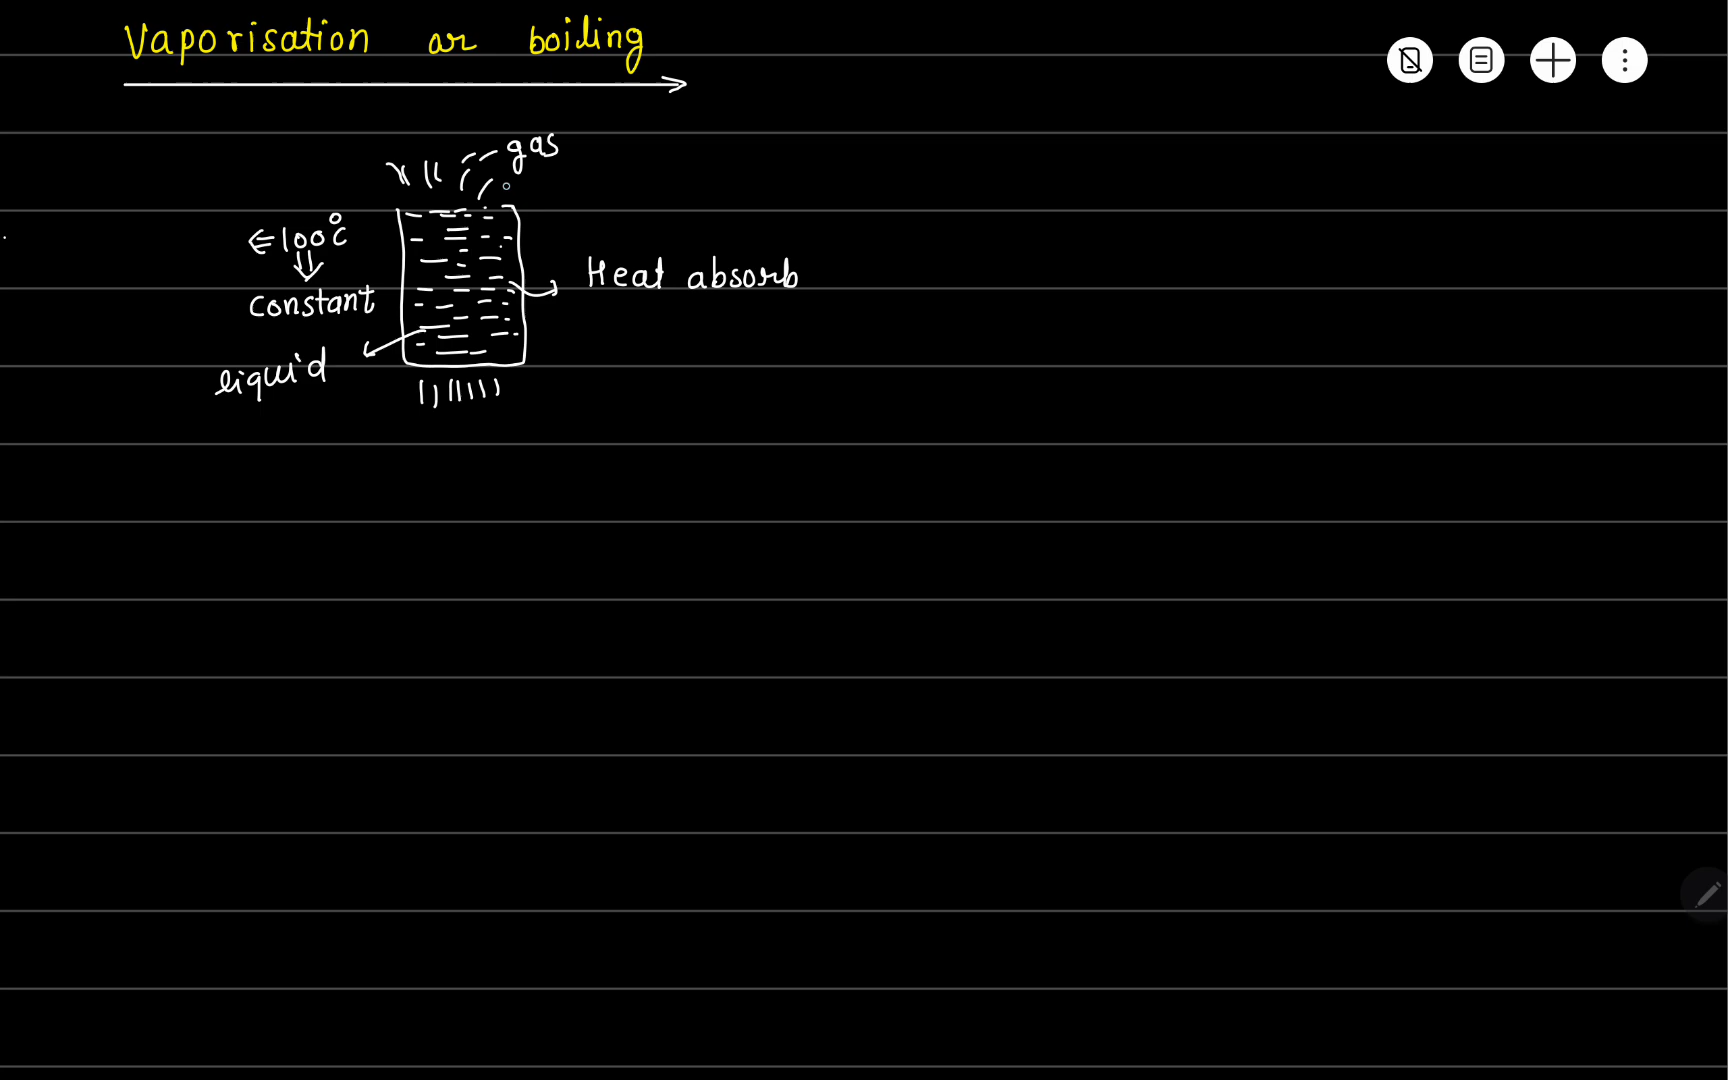 Vaporisation or boiling
gas
⇐100°C
⇓
constant
Heat absorb
liquid